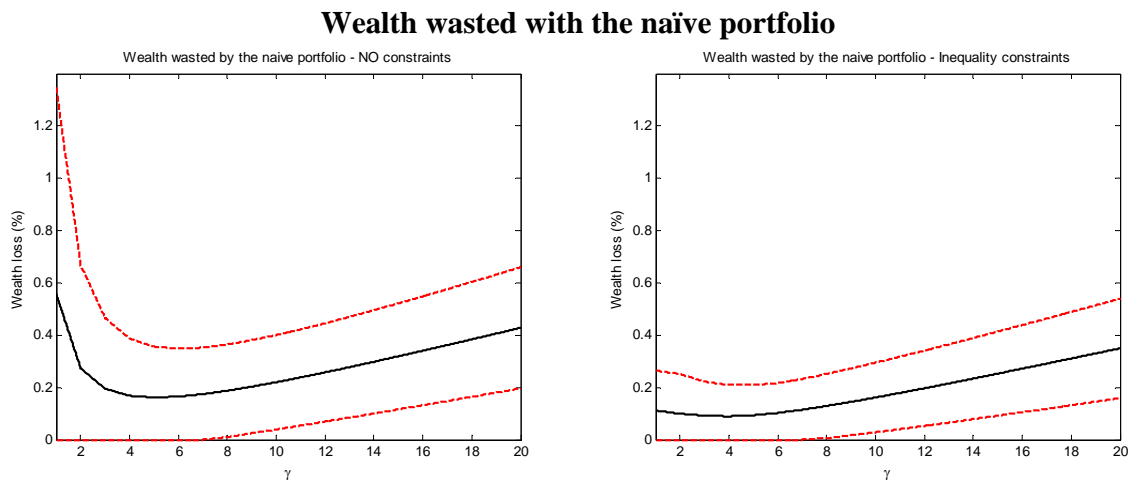 Wealth wasted with the naïve portfolio
Wealth wasted by the naive portfolio - NO constraints
Wealth loss (%)
1.2
1
0.8
0.6
0.4
0.2
0
2 4 6 8 10 12 14 16 18 20
γ
Wealth wasted by the naive portfolio - Inequality constraints
Wealth loss (%)
1.2
1
0.8
0.6
0.4
0.2
0
2 4 6 8 10 12 14 16 18 20
γ